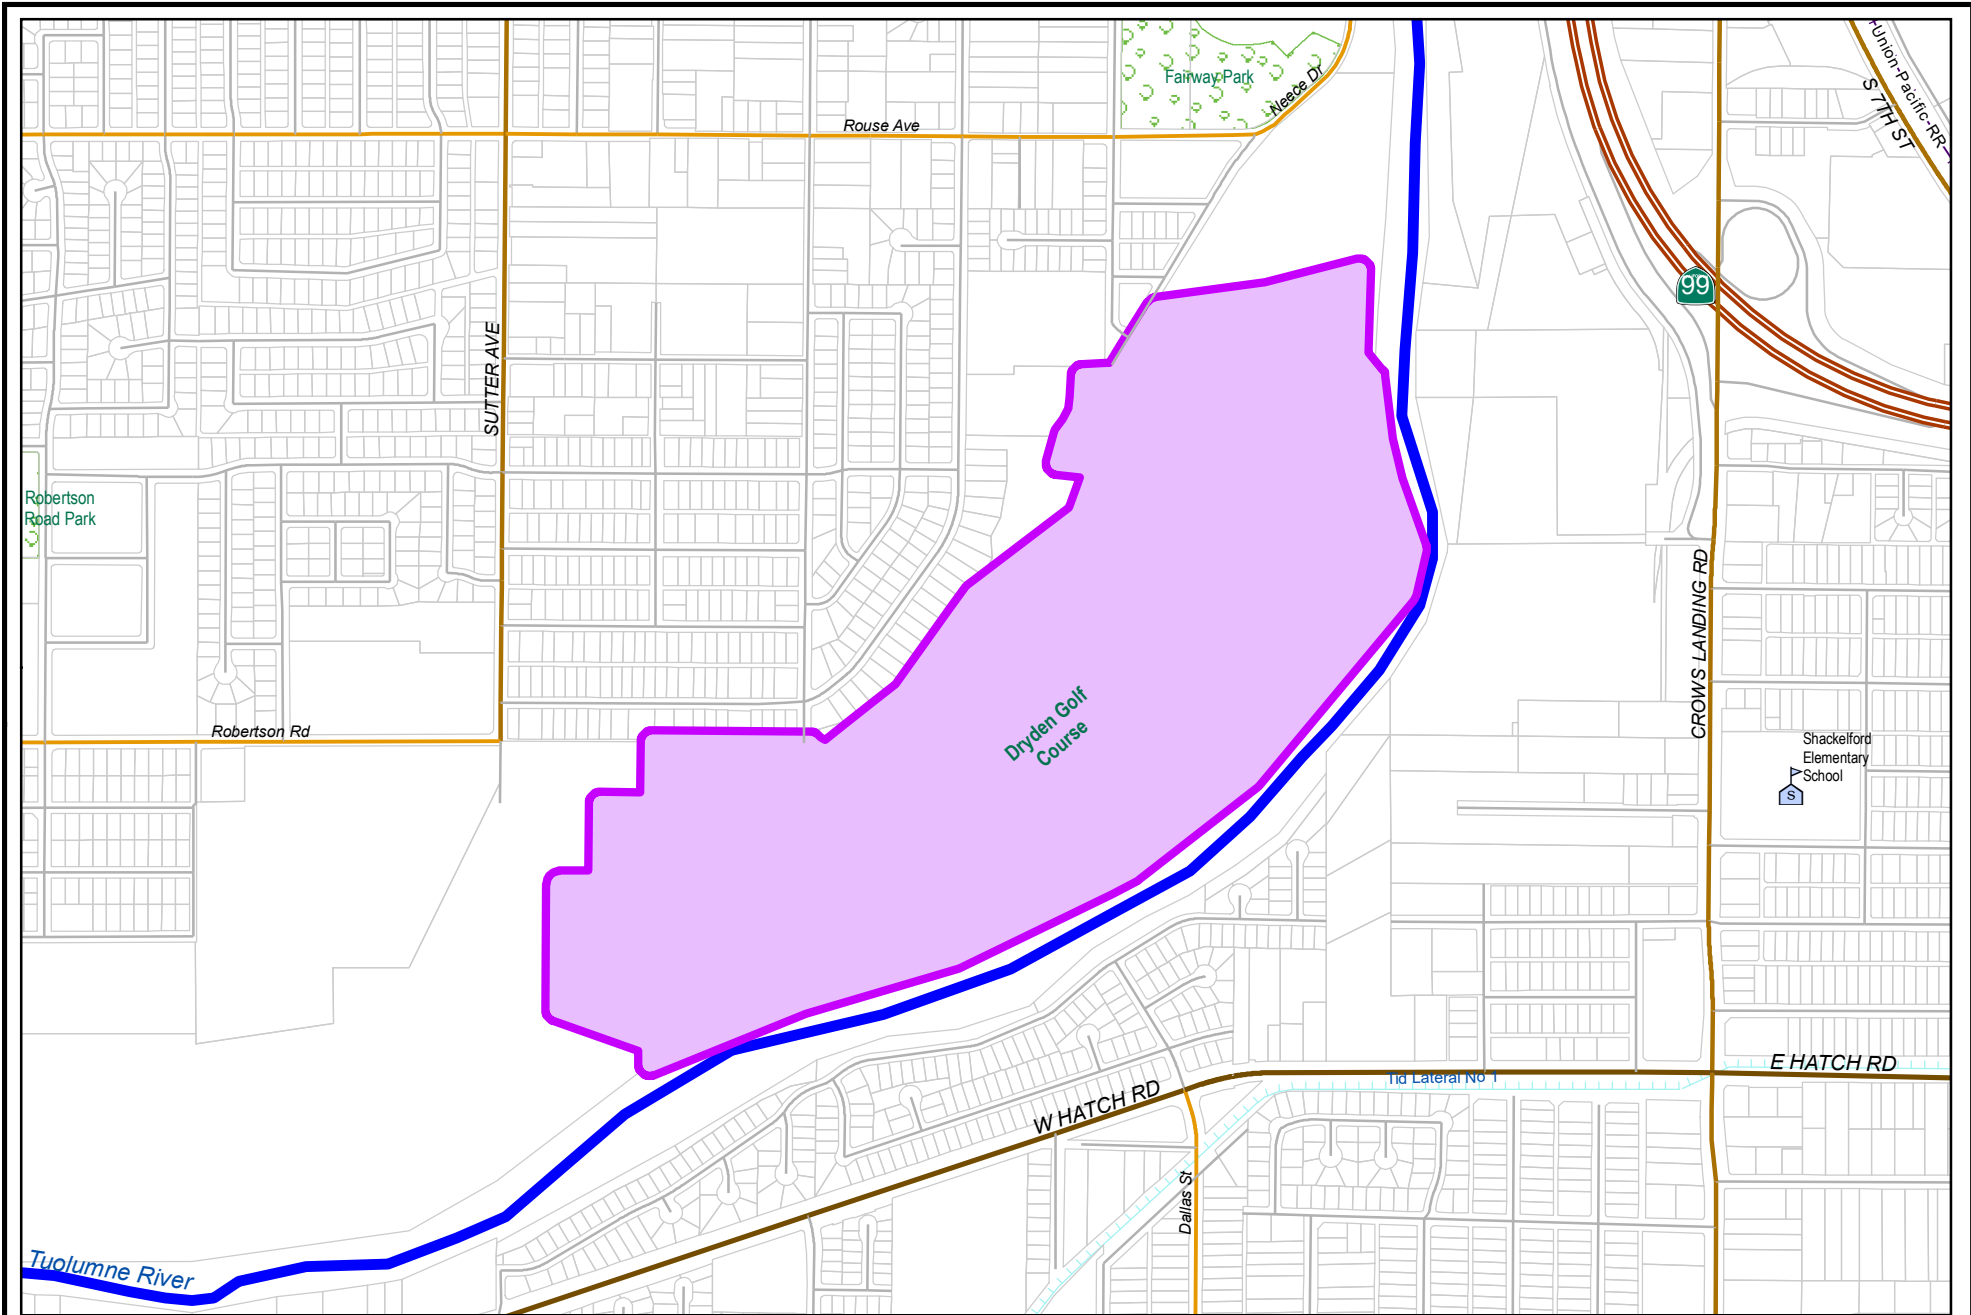 Fairway Park
Neece Dr
Rouse Ave
Union-Pacific-RR
S 7TH ST
99
SUTTER AVE
Robertson
Road Park
CROWS LANDING RD
Robertson Rd
Dryden Golf
Course
Shackelford
Elementary
School
S
E HATCH RD
Tid Lateral No 1
W HATCH RD
Dallas St
Tuolumne River